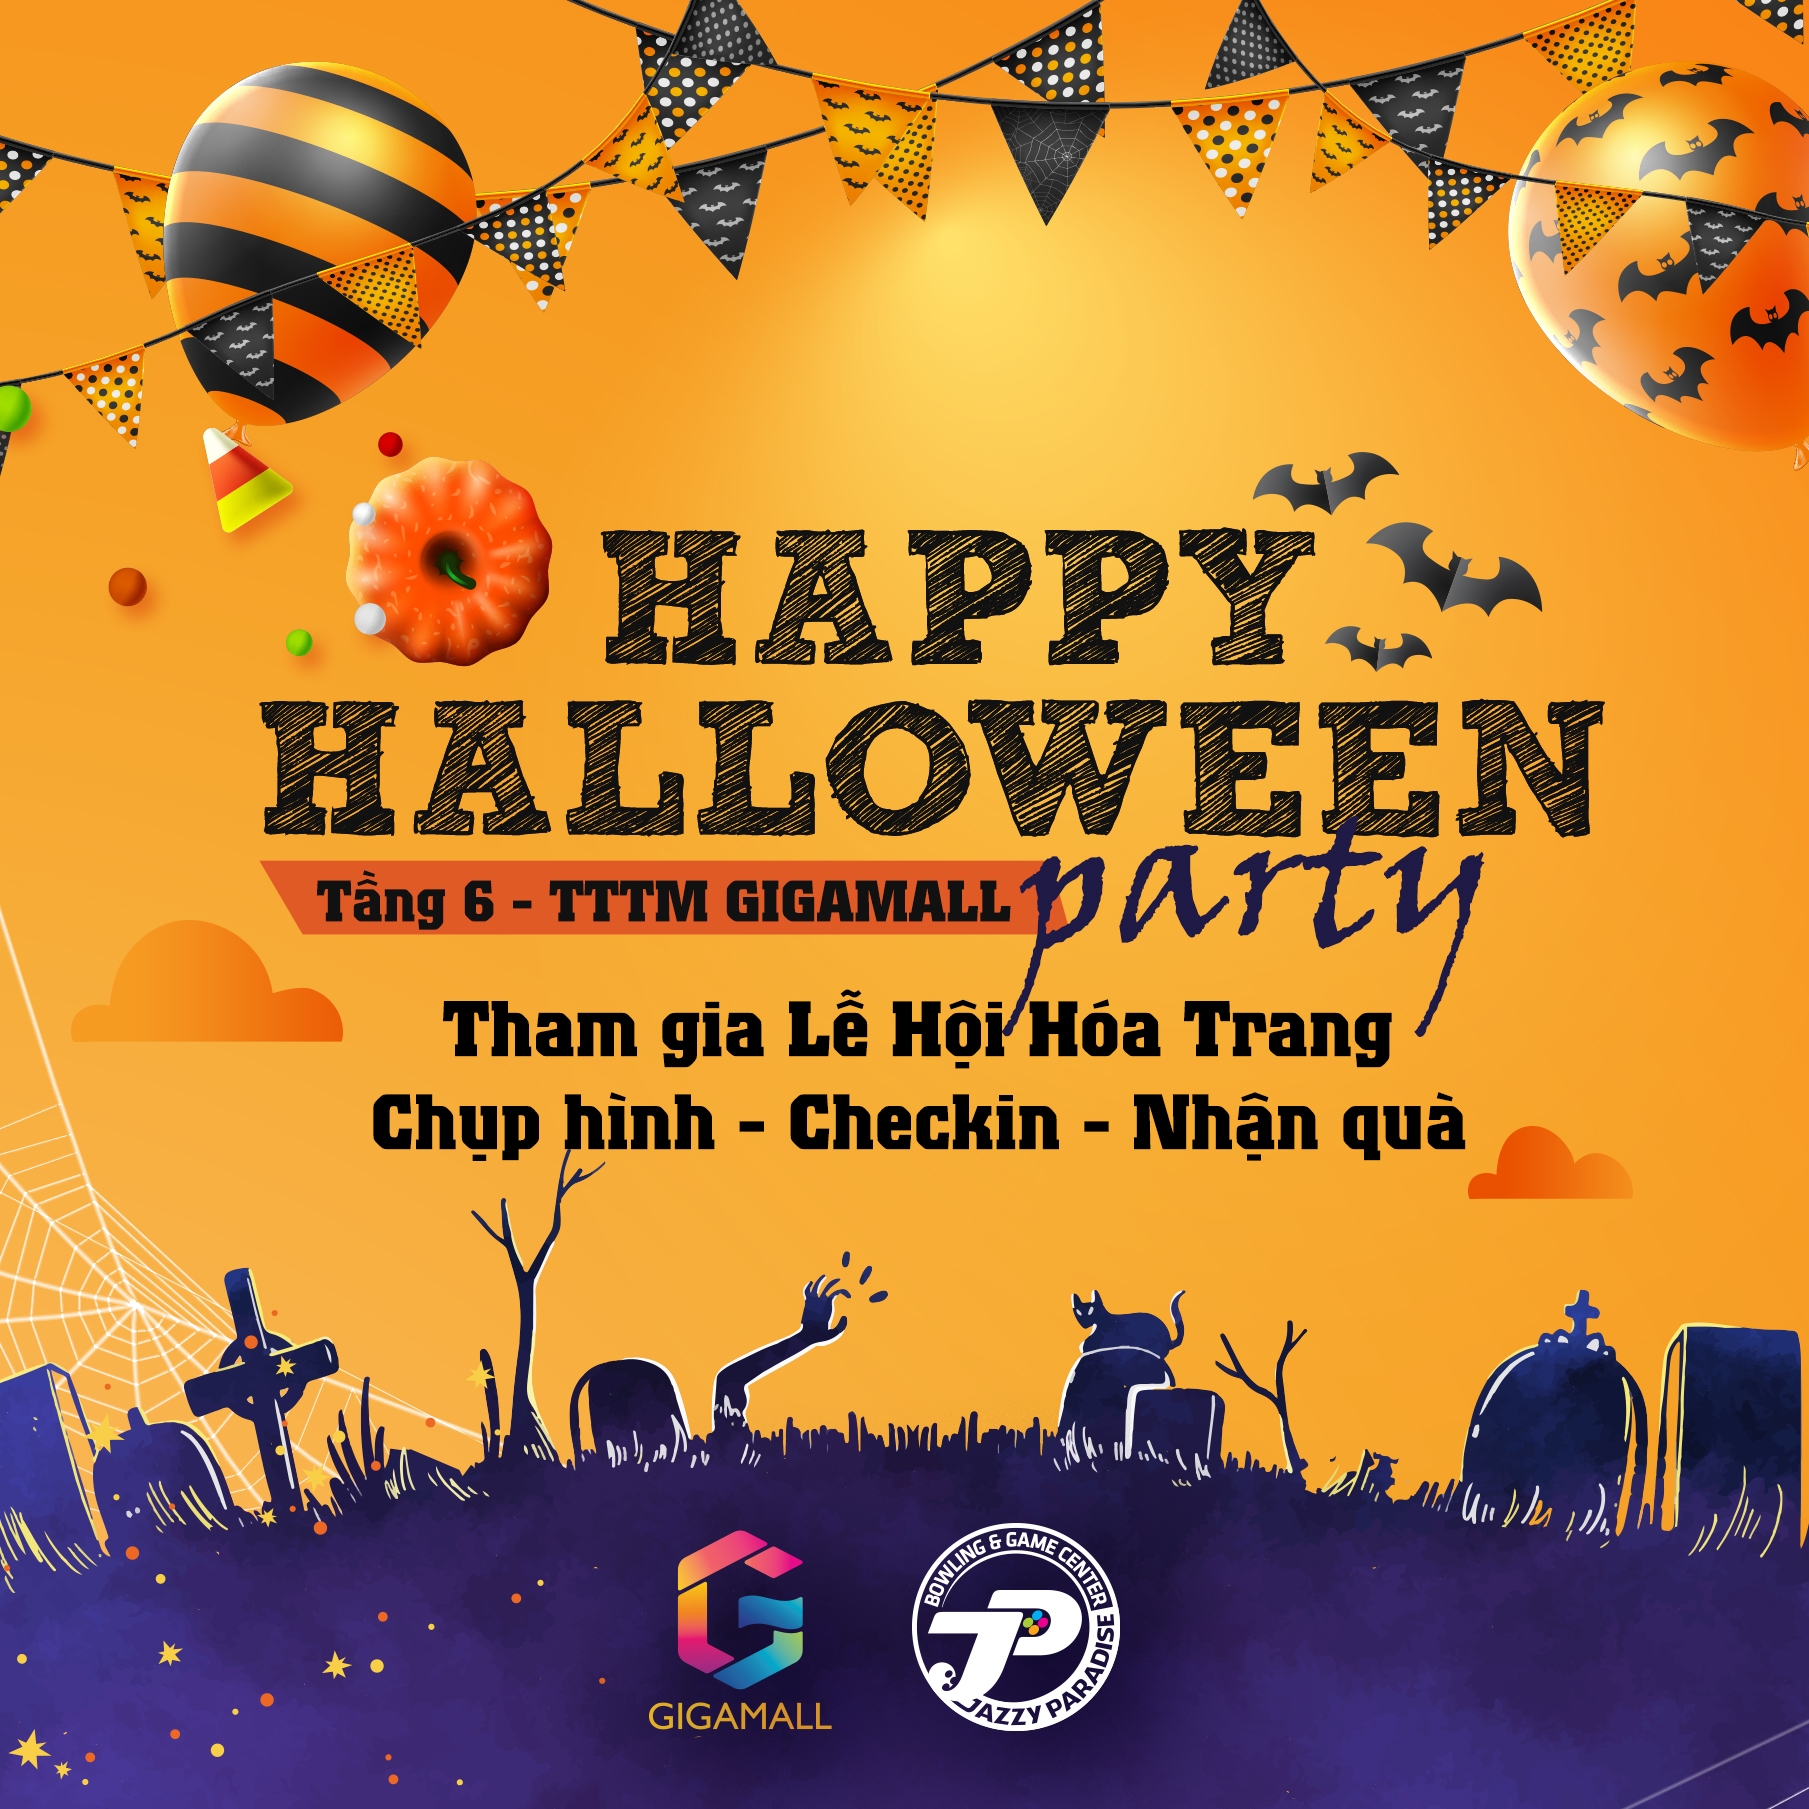 HAPPY
HALLOWEEN
party
Tầng 6 - TTTM GIGAMALL
Tham gia Lễ Hội Hóa Trang
Chụp hình - Checkin - Nhận quà
GIGAMALL
BOWLING & GAME CENTER
JP
JAZZY PARADISE